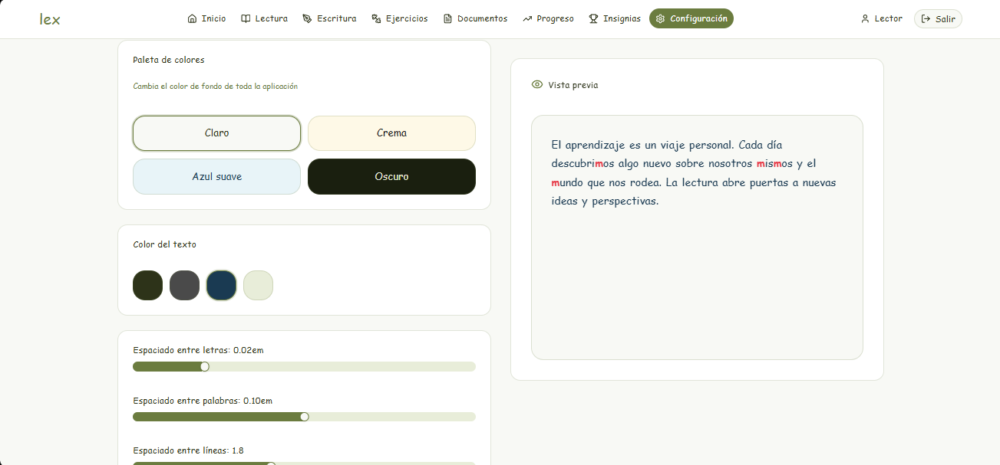 lex
Inicio
Lectura
Escritura
Ejercicios
Documentos
Progreso
Insignias
Configuración
Lector
Salir
Paleta de colores
Cambia el color de fondo de toda la aplicación
Claro
Crema
Azul suave
Oscuro
Color del texto
Espaciado entre letras: 0.02em
Espaciado entre palabras: 0.10em
Espaciado entre líneas: 1.8
Vista previa
El aprendizaje es un viaje personal. Cada día
descubrimos algo nuevo sobre nosotros mismos y el
mundo que nos rodea. La lectura abre puertas a nuevas
ideas y perspectivas.